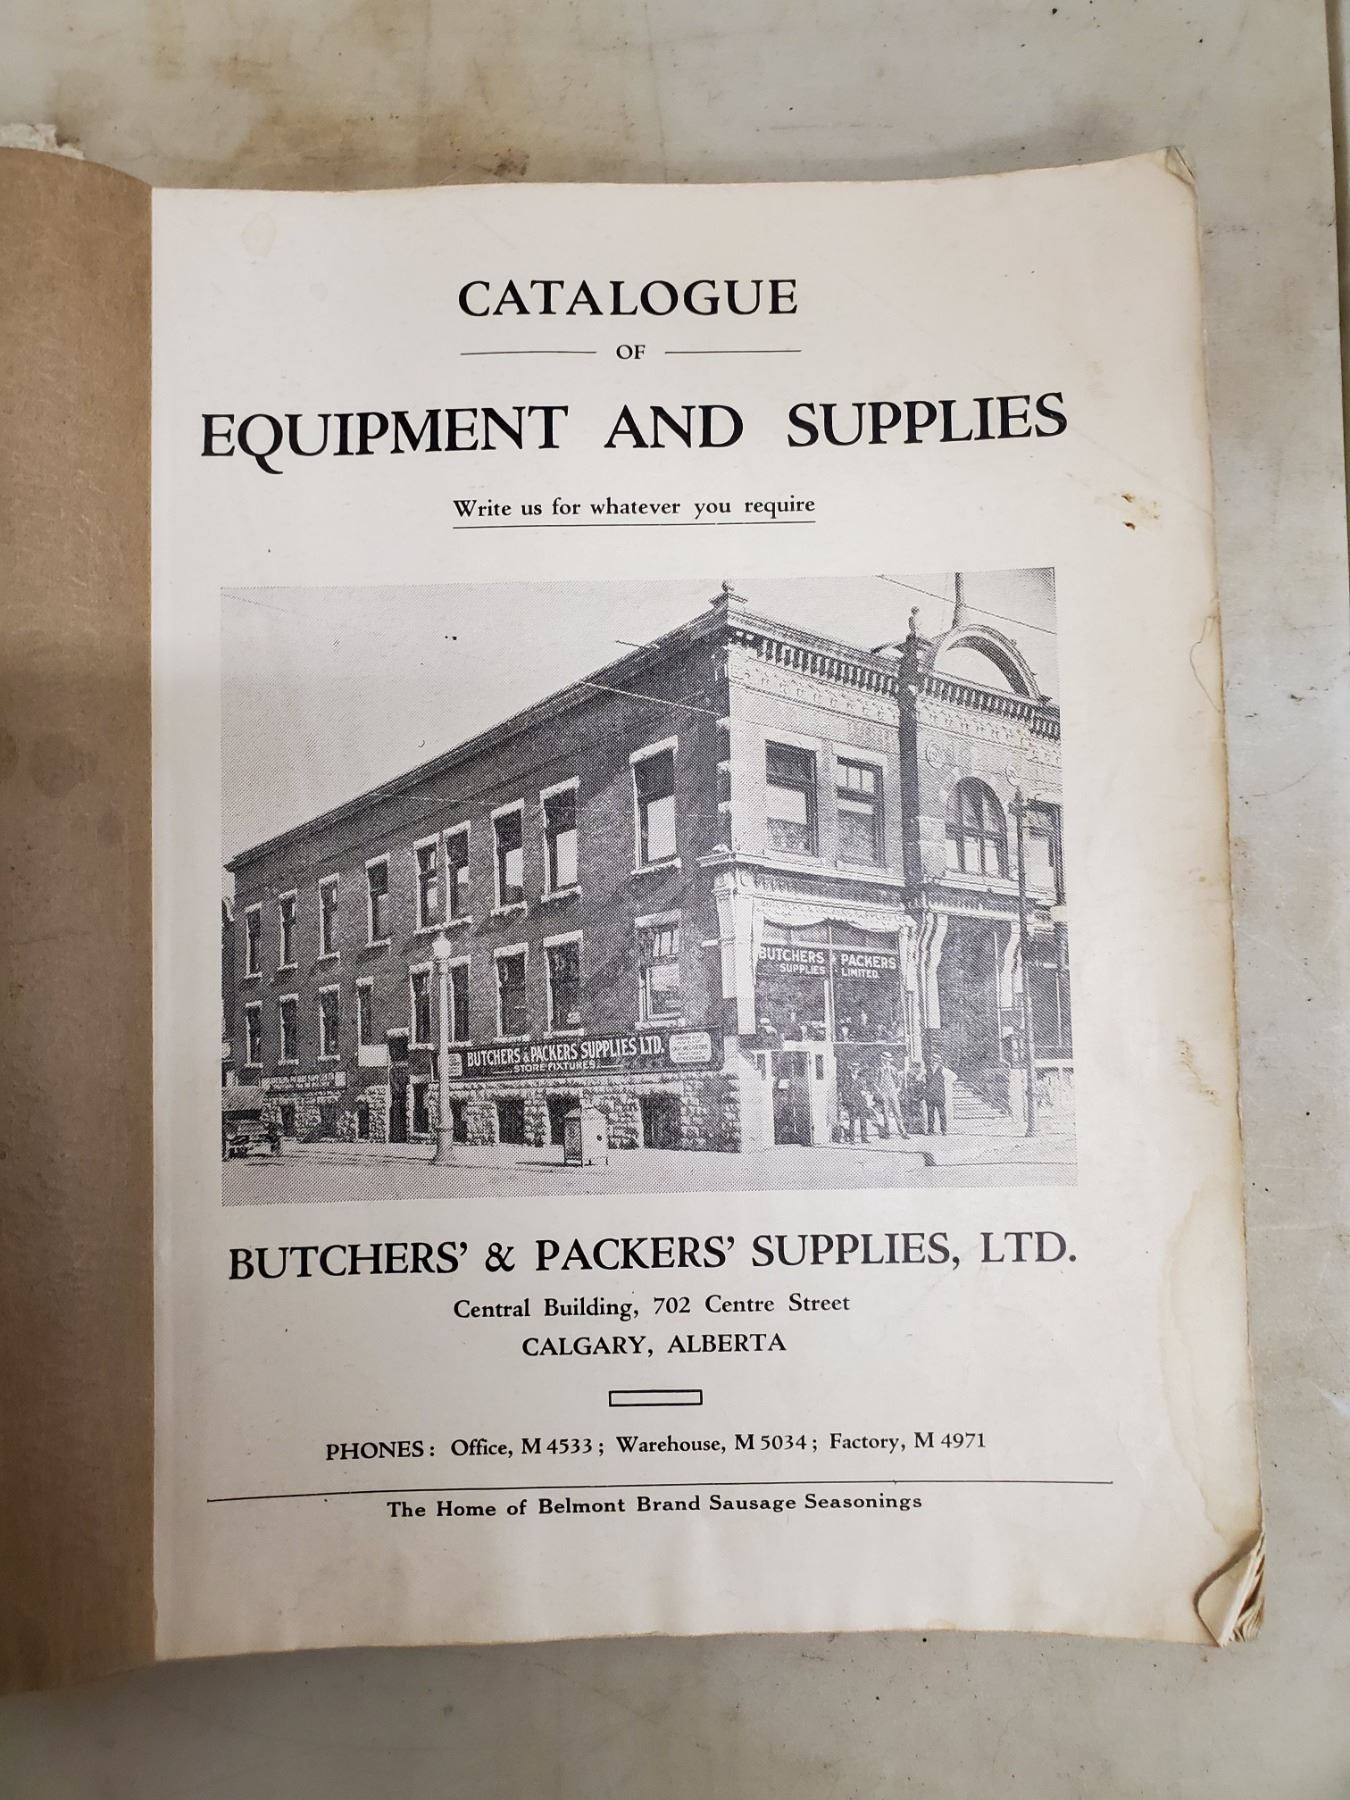 CATALOGUE
OF
EQUIPMENT AND SUPPLIES
Write us for whatever you require
BUTCHERS & PACKERS
SUPPLIES LIMITED.
BUTCHERS & PACKERS SUPPLIES LTD.
STORE FIXTURES
BUTCHERS' & PACKERS' SUPPLIES, LTD.
Central Building, 702 Centre Street
CALGARY, ALBERTA
PHONES: Office, M 4533; Warehouse, M 5034; Factory, M 4971
The Home of Belmont Brand Sausage Seasonings